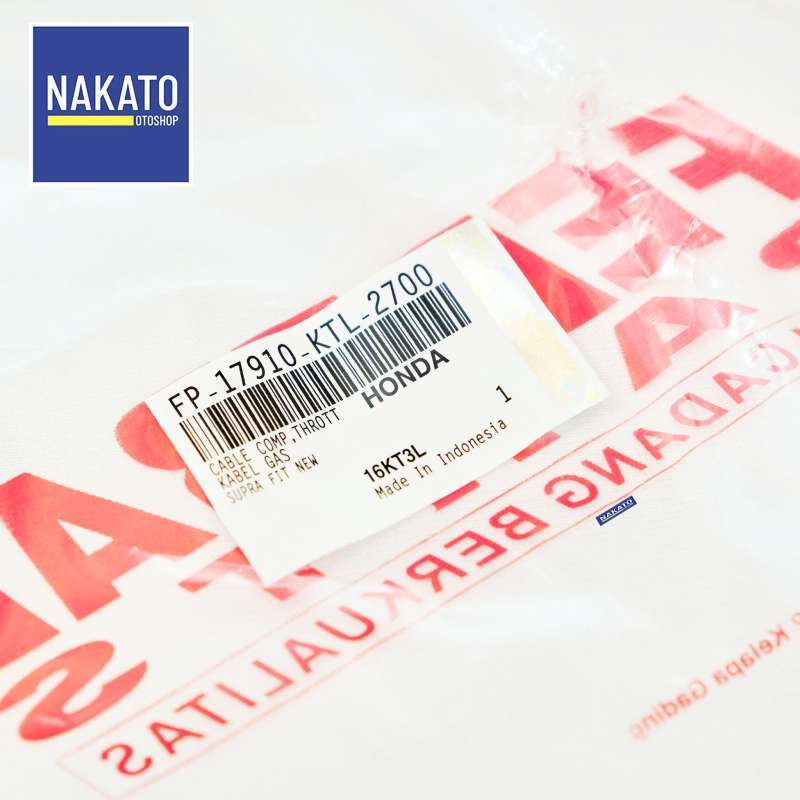 NAKATO
OTOSHOP
FP-17910-KTL-2700
HONDA
CABLE COMP,THROTT
KABEL GAS
SUPRA FIT NEW
16KT3L
1
Made In Indonesia
NAKATO
CADANG BERKUALITAS
Kelapa Gading